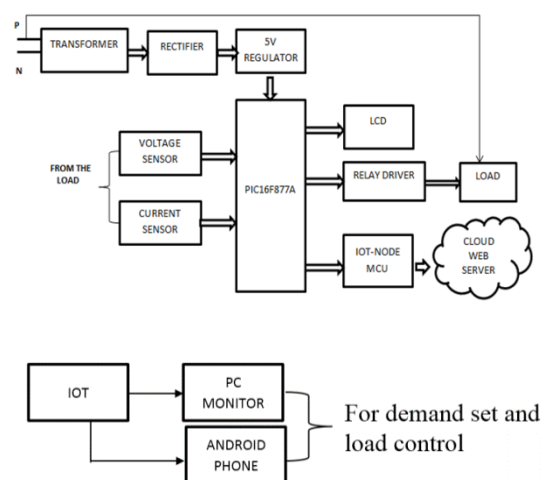 P
N
TRANSFORMER
RECTIFIER
5V
REGULATOR
FROM THE
LOAD
VOLTAGE
SENSOR
CURRENT
SENSOR
PIC16F877A
LCD
RELAY DRIVER
LOAD
IOT-NODE
MCU
CLOUD
WEB
SERVER
IOT
PC
MONITOR
ANDROID
PHONE
For demand set and
load control